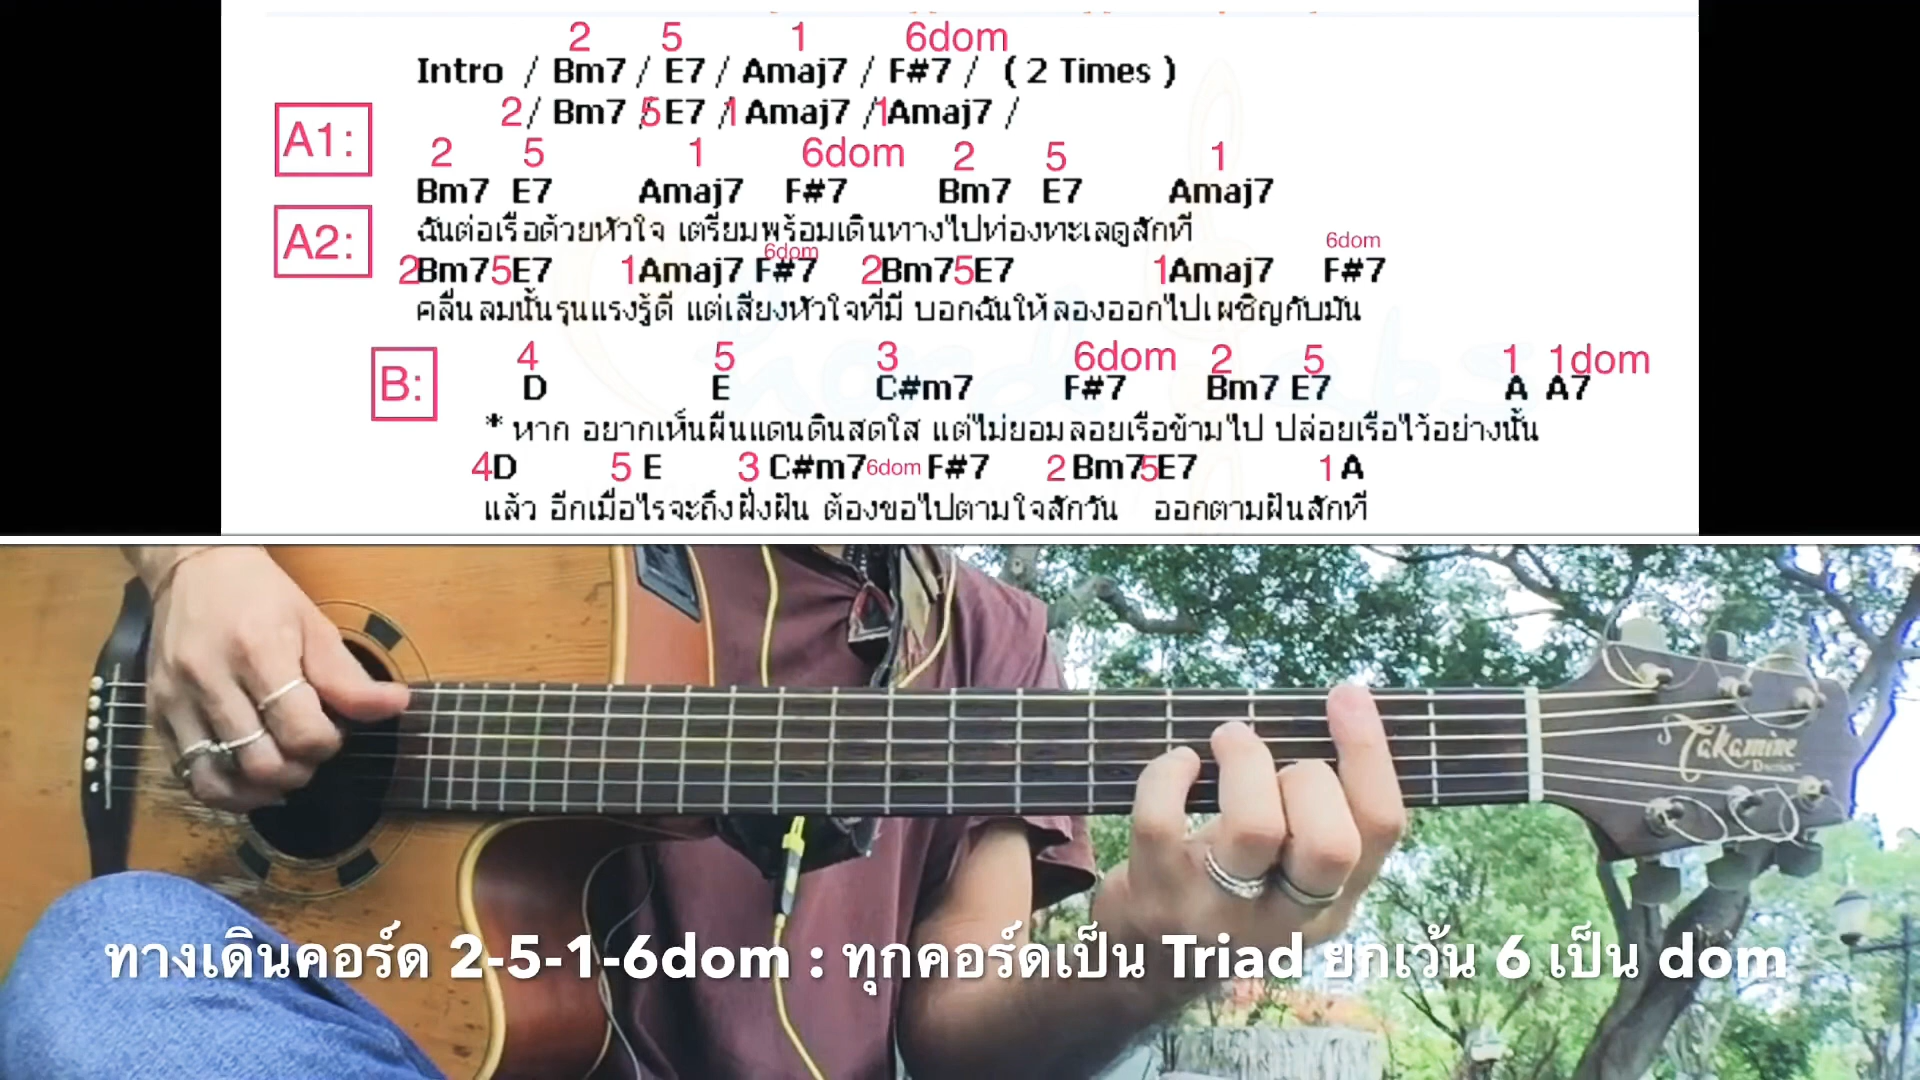 2 5 1 6dom
Intro / Bm7 / E7 / Amaj7 / F#7 / ( 2 Times )
2/ Bm7 /5 E7 /1 Amaj7 /1Amaj7 /
A1:
2 5 1 6dom 2 5 1
Bm7 E7 Amaj7 F#7 Bm7 E7 Amaj7
ฉันต่อเรือด้วยหัวใจ เตรียมพร้อมเดินทางไปท่องทะเลดูสักที
A2:
6dom 6dom
2Bm7 5E7 1Amaj7 F#7 2Bm7 5E7 1Amaj7 F#7
คลื่นลมนั้นรุนแรงรู้ดี แต่เสียงหัวใจที่มี บอกฉันให้ลองออกไปเผชิญกับมัน
B:
4 5 3 6dom 2 5 1 1dom
D E C#m7 F#7 Bm7 E7 A A7
* หาก อยากเห็นผืนแดนดินสดใส แต่ไม่ยอมลอยเรือข้ามไป ปล่อยเรือไว้อย่างนั้น
4D 5 E 3 C#m7 6dom F#7 2 Bm7 5E7 1 A
แล้ว อีกเมื่อไรจะถึงฝั่งฝัน ต้องขอไปตามใจสักวัน ออกตามฝันสักที
Takamine
ทางเดินคอร์ด 2-5-1-6dom : ทุกคอร์ดเป็น Triad ยกเว้น 6 เป็น dom